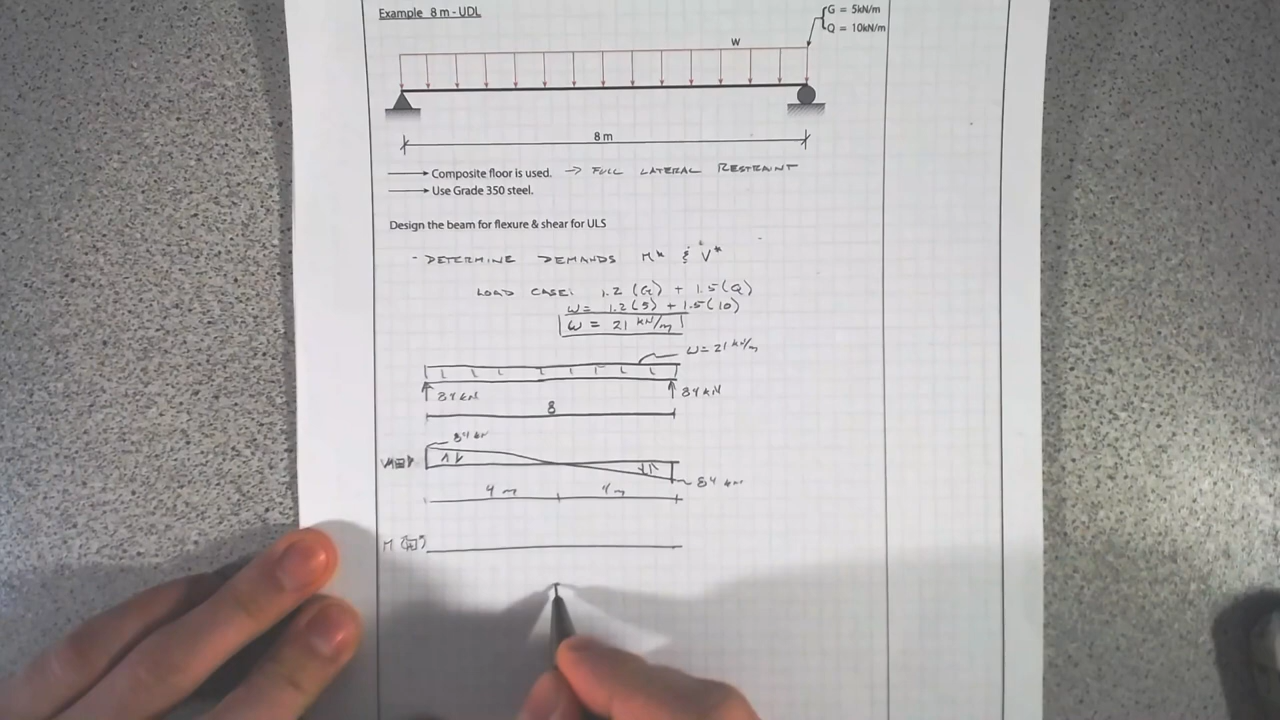 Example 8 m - UDL
G = 5kN/m
Q = 10kN/m
W
8 m
Composite floor is used. → FULL LATERAL RESTRAINT
Use Grade 350 steel.
Design the beam for flexure & shear for ULS
- DETERMINE DEMANDS M* & V*
LOAD CASE: 1.2 (G) + 1.5(Q)
ω = 1.2(5) + 1.5(10)
ω = 21 kN/m
ω = 21 kN/m
84 kN
84 kN
8
84 kN
84 kN
4 m
4 m
M